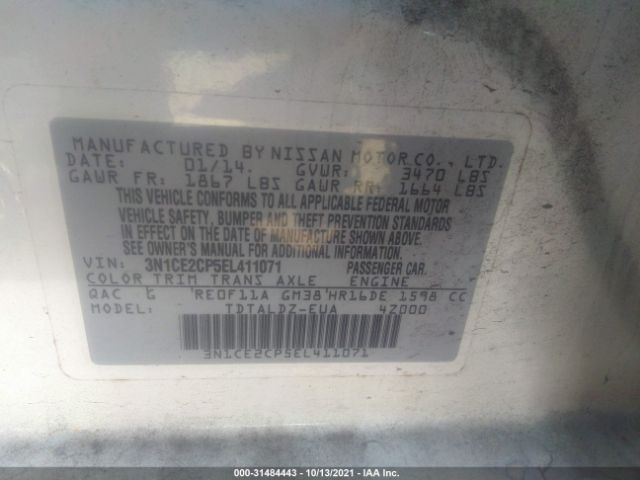 MANUFACTURED BY NISSAN MOTOR CO., LTD.
DATE: 01/14. GVWR: 3470 LBS
GAWR FR: 1867 LBS GAWR RR: 1664 LBS
THIS VEHICLE CONFORMS TO ALL APPLICABLE FEDERAL MOTOR
VEHICLE SAFETY, BUMPER AND THEFT PREVENTION STANDARDS
IN EFFECT ON THE DATE OF MANUFACTURE SHOWN ABOVE.
SEE OWNER'S MANUAL FOR ADDITIONAL INFORMATION.
VIN: 3N1CE2CP5EL411071 PASSENGER CAR.
COLOR TRIM TRANS AXLE ENGINE
QAC G RE0F11A GM38 HR16DE 1598 CC
MODEL: TDTALDZ-EUA 4Z000
3N1CE2CP5EL411071
000-31484443 - 10/13/2021 - IAA Inc.